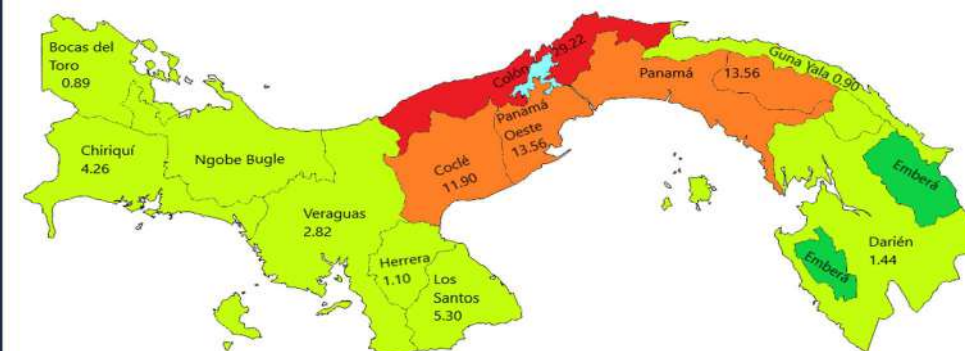 Bocas del
Toro
0.89
Chiriquí
4.26
Ngobe Bugle
Veraguas
2.82
Herrera
1.10
Los
Santos
5.30
Coclé
11.90
Colón 29.22
Panamá
Oeste
13.56
Panamá
13.56
Guna Yala 0.90
Emberá
Emberá
Darién
1.44